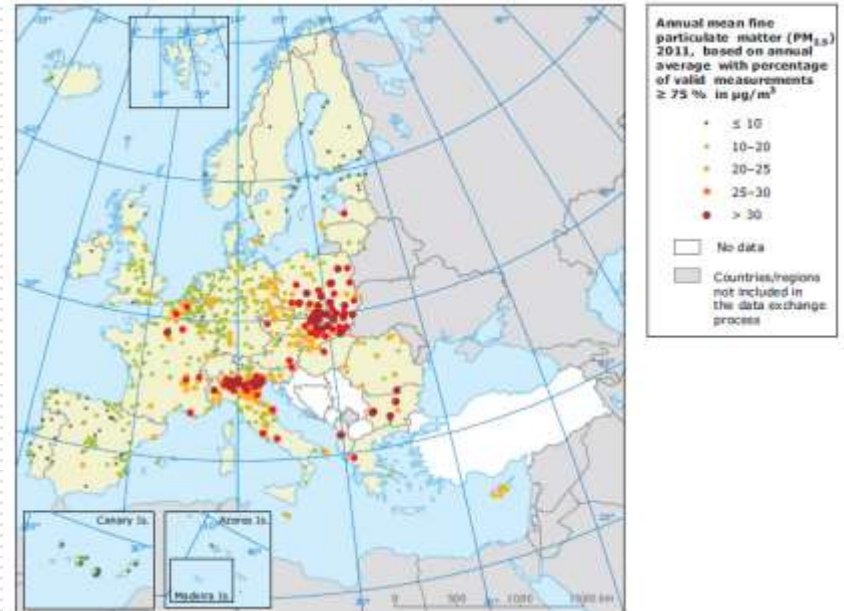 Annual mean fine
particulate matter (PM2.5)
2011, based on annual
average with percentage
of valid measurements
≥ 75 % in µg/m³
≤ 10
10–20
20–25
25–30
> 30
No data
Countries/regions
not included in
the data exchange
process
Canary Is.
Azores Is.
Madeira Is.
0 500 1000 1500 km